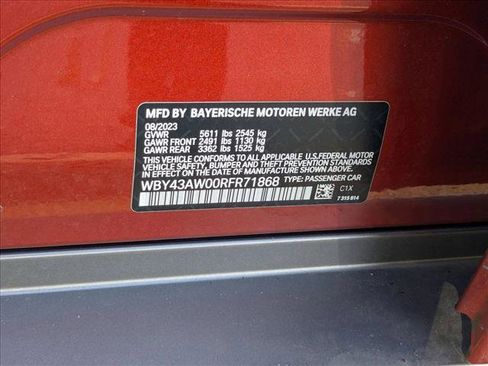 MFD BY BAYERISCHE MOTOREN WERKE AG
08/2023
GVWR 5611 lbs 2545 kg
GAWR FRONT 2491 lbs 1130 kg
GAWR REAR 3362 lbs 1525 kg
THIS VEHICLE CONFORMS TO ALL APPLICABLE U.S.FEDERAL MOTOR
VEHICLE SAFETY, BUMPER, AND THEFT PREVENTION STANDARDS
IN EFFECT ON THE DATE OF MANUFACTURE SHOWN ABOVE.
WBY43AW00RFR71868 TYPE: PASSENGER CAR
C1X
7 315 614